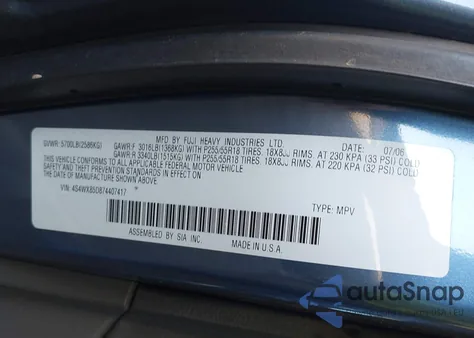 MFD BY FUJI HEAVY INDUSTRIES LTD. DATE: 07/06
GVWR: 5700LB(2586KG) GAWR:F 3016LB(1368KG) WITH P255/55R18 TIRES. 18X8JJ RIMS. AT 230 KPA (33 PSI) COLD
GAWR:R 3340LB(1515KG) WITH P255/55R18 TIRES. 18X8JJ RIMS. AT 220 KPA (32 PSI) COLD
THIS VEHICLE CONFORMS TO ALL APPLICABLE FEDERAL MOTOR VEHICLE
SAFETY AND THEFT PREVENTION STANDARDS IN EFFECT
ON THE DATE OF MANUFACTURE SHOWN ABOVE.
VIN: 4S4WX85C874407417 TYPE: MPV
ASSEMBLED BY SIA INC. MADE IN U.S.A.
autoSnap